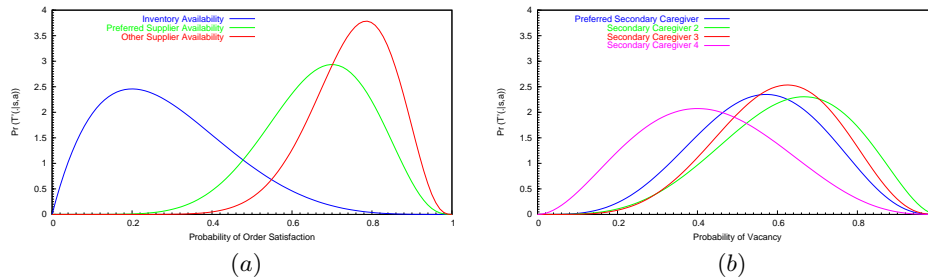 4
3.5
3
2.5
2
1.5
1
0.5
0
Pr (T'(.|s,a))
Inventory Availability
Preferred Supplier Availability
Other Supplier Availability
0 0.2 0.4 0.6 0.8 1
Probability of Order Satisfaction
(a)
4
3.5
3
2.5
2
1.5
1
0.5
0
Pr (T'(.|s,a))
Preferred Secondary Caregiver
Secondary Caregiver 2
Secondary Caregiver 3
Secondary Caregiver 4
0 0.2 0.4 0.6 0.8
Probability of Vacancy
(b)